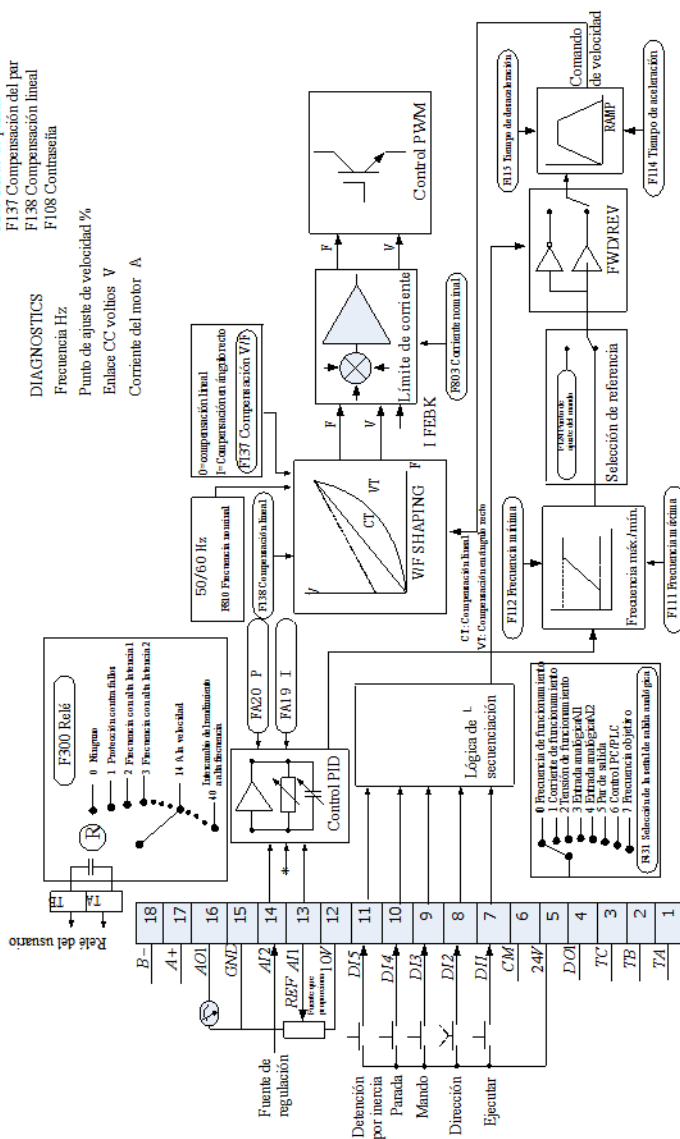 F137 Compensación del par
F138 Compensación lineal
F108 Contraseña
DIAGNOSTICS
Frecuencia Hz
Punto de ajuste de velocidad %
Enlace CC voltios V
Corriente del motor A
F300 Relé
0 Ninguno
1 Protección contra fallos
2 Frecuencia con alta latencia 1
3 Frecuencia con alta latencia 2
14 A la velocidad
40 Intercambio de rendimiento
a alta frecuencia
R
TB
TA
Relé del usuario
50/60 Hz
F810 Frecuencia nominal
0=compensación lineal
1=Compensación en ángulo recto
F137 Compensación V/F
F138 Compensación lineal
V
CT
VT
F
V/F SHAPING
F
V
Límite de corriente
I FEBK
F803 Corriente nominal
F
V
Control PWM
FA20 P
FA19 I
Control PID
*
CT: Compensación lineal
VT: Compensación en ángulo recto
Lógica de
secuenciación
F112 Frecuencia mínima
Frecuencia máx./mín.
F111 Frecuencia máxima
Selección de referencia
FWD/REV
F115 Tiempo de desaceleración
RAMP
F114 Tiempo de aceleración
Comando
de velocidad
0 Frecuencia de funcionamiento
1 Corriente de funcionamiento
2 Tensión de funcionamiento
3 Entrada analógica AI1
4 Entrada analógica AI2
5 Par de salida
6 Control PC/PLC
7 Frecuencia objetivo
F431 Selección de la señal de salida analógica
18
17
16
15
14
13
12
11
10
9
8
7
6
5
4
3
2
1
B-
A+
AO1
GND
AI2
REF AI1
10V
DI5
DI4
DI3
DI2
DI1
CM
24V
DO1
TC
TB
TA
Fuente que
proporciona
Fuente de
regulación
Detención
por inercia
Parada
Mando
Dirección
Ejecutar